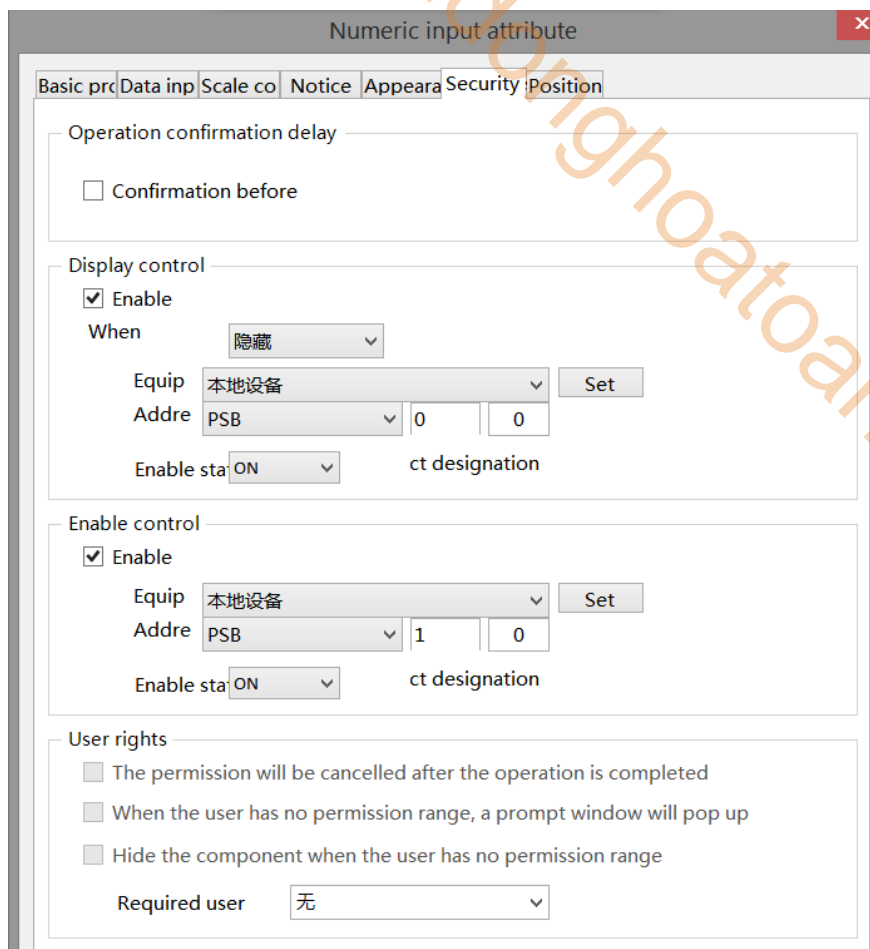 Numeric input attribute
Basic pro Data inp Scale co Notice Appeara Security Position
Operation confirmation delay
Confirmation before
Display control
Enable
When 隐藏
Equip 本地设备 Set
Addre PSB 0 0
Enable sta ON ct designation
Enable control
Enable
Equip 本地设备 Set
Addre PSB 1 0
Enable sta ON ct designation
User rights
The permission will be cancelled after the operation is completed
When the user has no permission range, a prompt window will pop up
Hide the component when the user has no permission range
Required user 无
donghoatoan